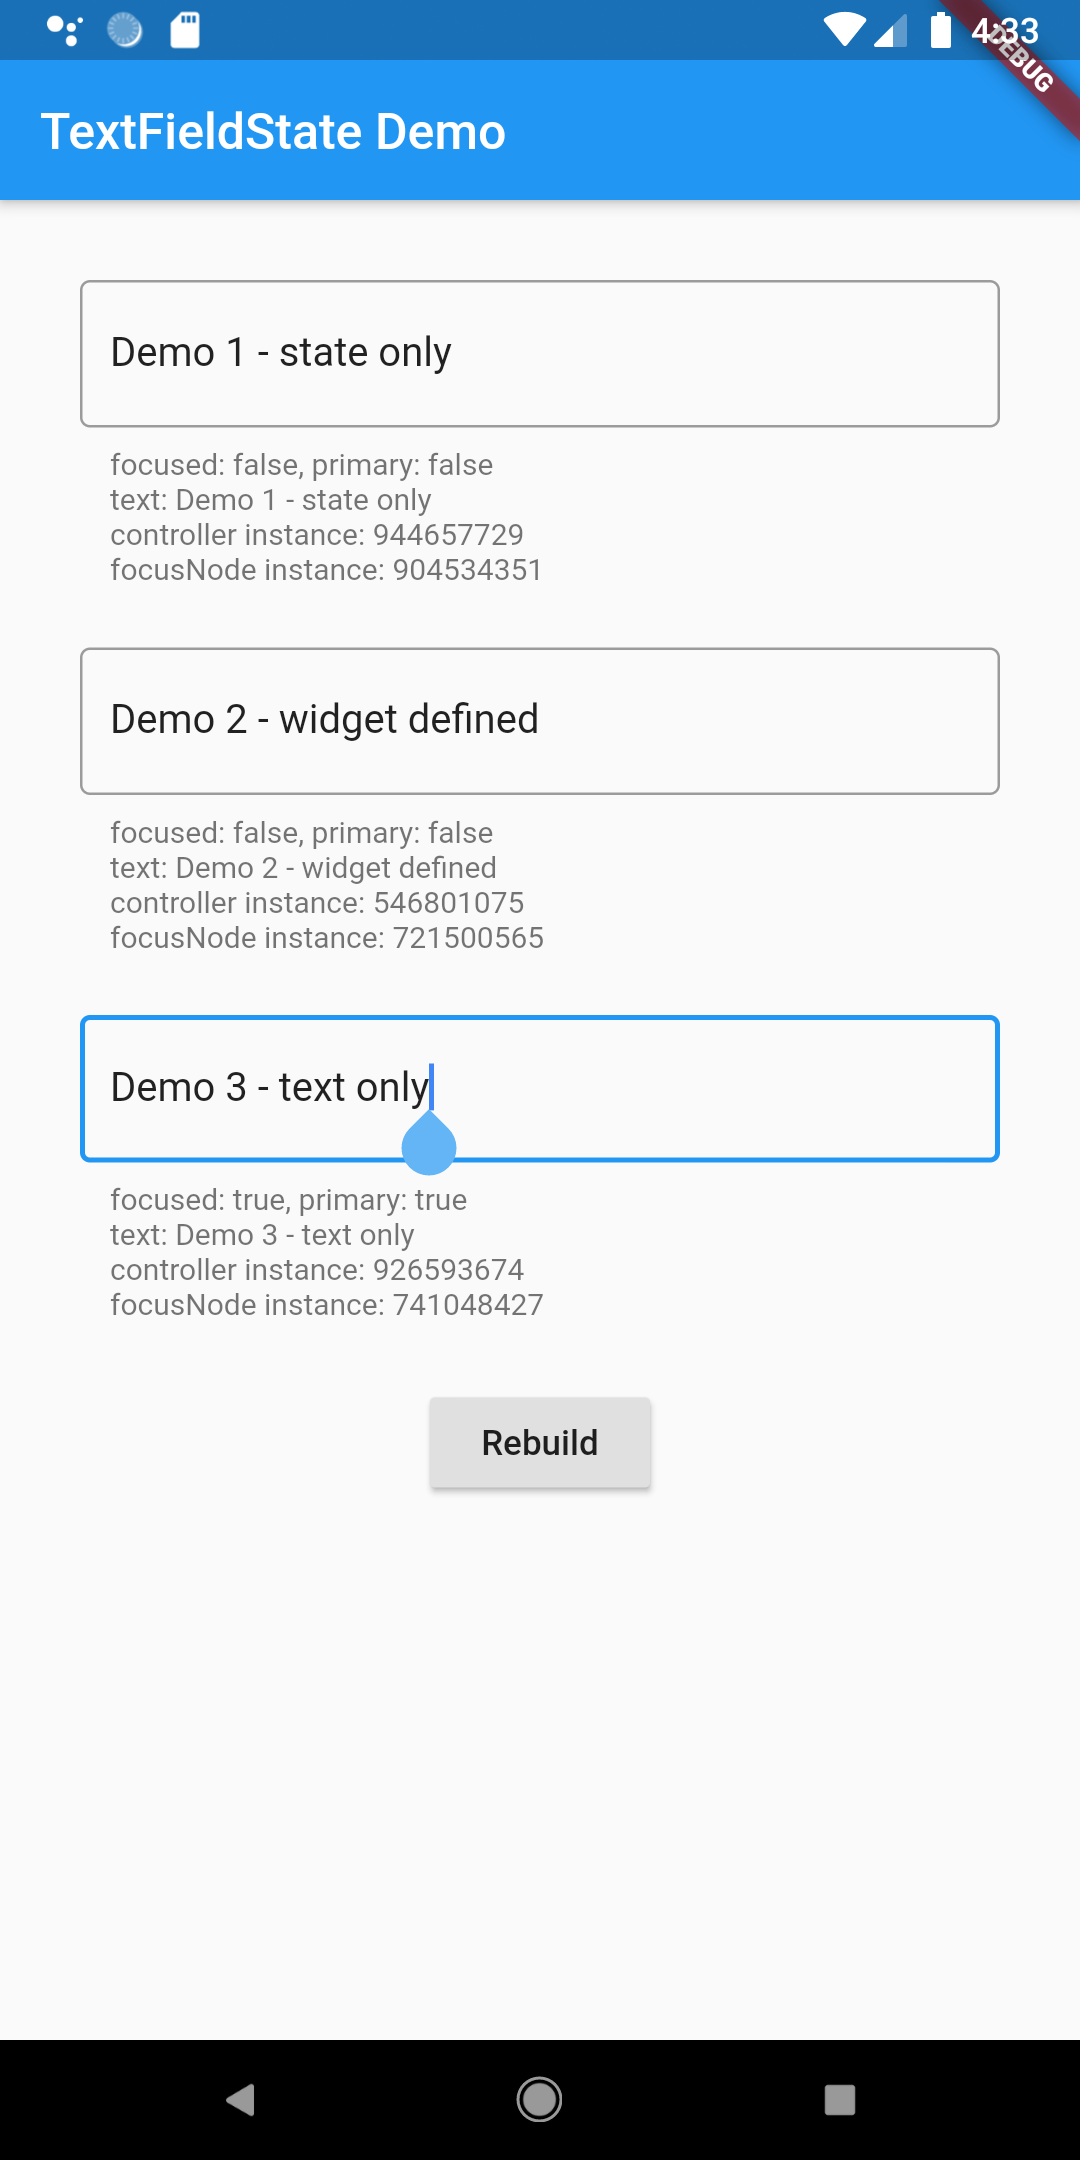 4:33
DEBUG
TextFieldState Demo
Demo 1 - state only
focused: false, primary: false
text: Demo 1 - state only
controller instance: 944657729
focusNode instance: 904534351
Demo 2 - widget defined
focused: false, primary: false
text: Demo 2 - widget defined
controller instance: 546801075
focusNode instance: 721500565
Demo 3 - text only
focused: true, primary: true
text: Demo 3 - text only
controller instance: 926593674
focusNode instance: 741048427
Rebuild